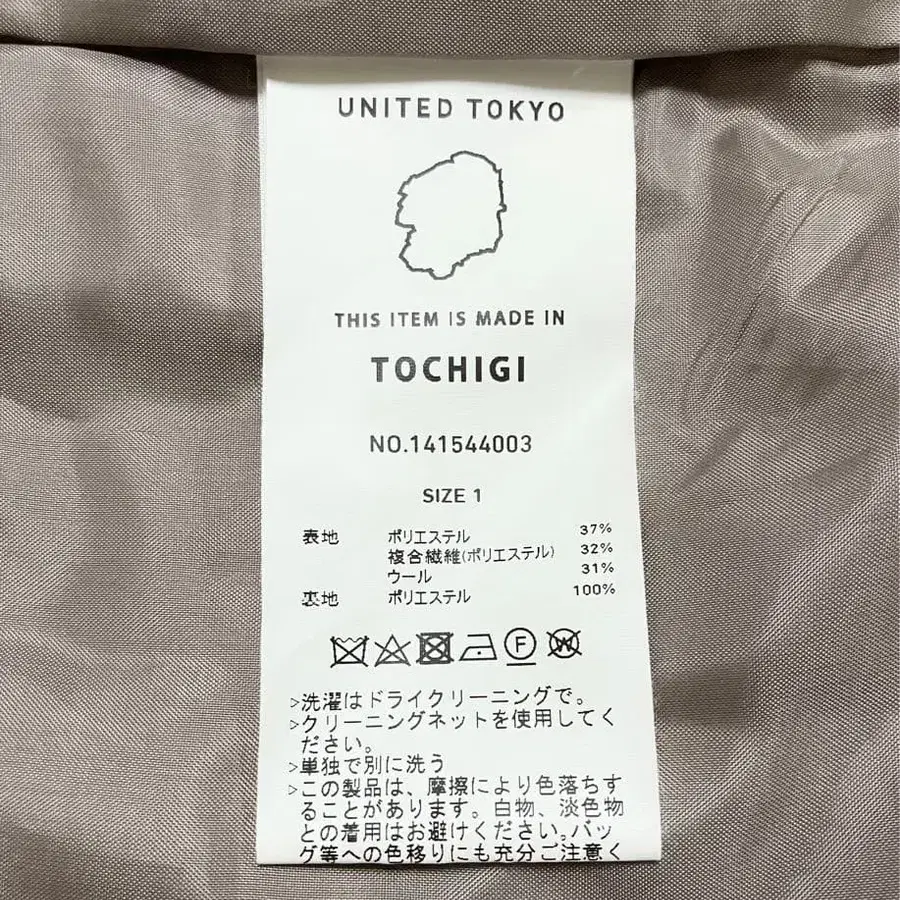 UNITED TOKYO
THIS ITEM IS MADE IN
TOCHIGI
NO.141544003
SIZE 1
表地 ポリエステル 37%
複合繊維(ポリエステル) 32%
ウール 31%
裏地 ポリエステル 100%
F W
>洗濯はドライクリーニングで。
>クリーニングネットを使用してく
ださい。
>単独で別に洗う
>この製品は、摩擦により色落ちす
ることがあります。白物、淡色物
との着用はお避けください。バッ
グ等への色移りにも充分ご注意く